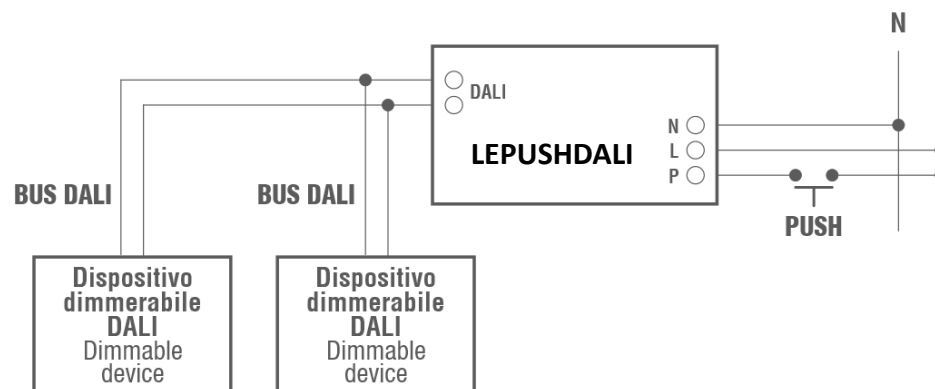 N
DALI
N
L
P
LEPUSHDALI
BUS DALI
BUS DALI
PUSH
Dispositivo
dimmerabile
DALI
Dimmable
device
Dispositivo
dimmerabile
DALI
Dimmable
device